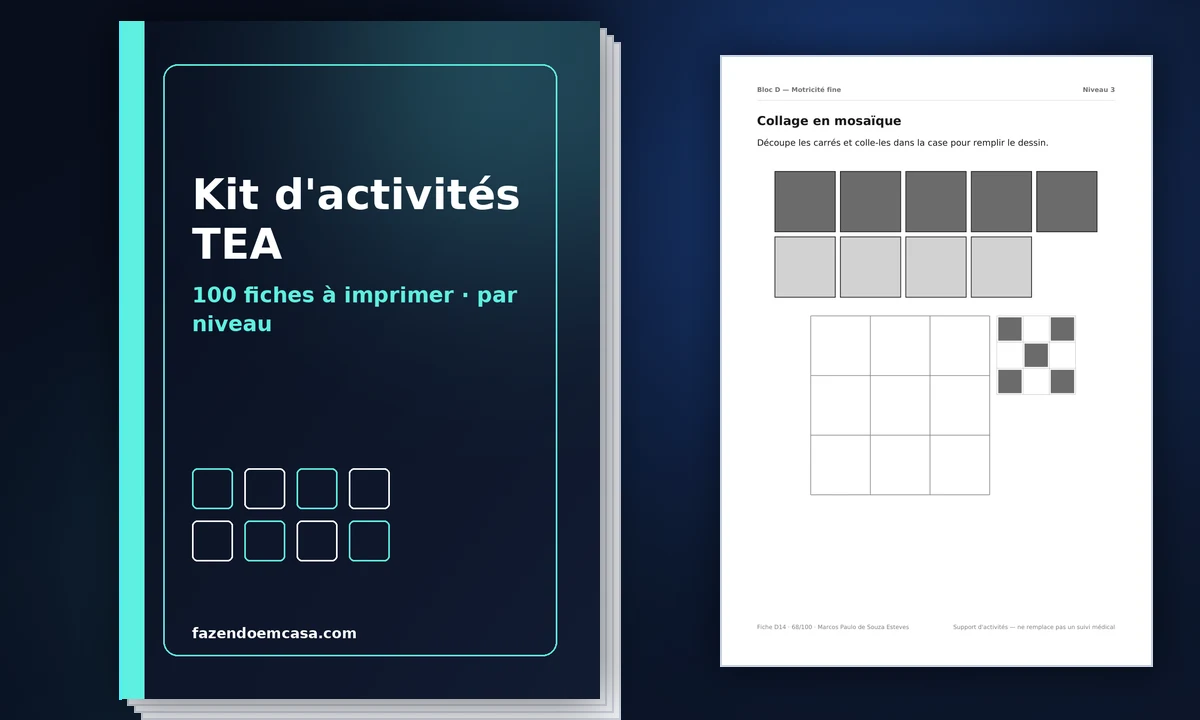 Kit d'activités
TEA
100 fiches à imprimer · par
niveau
fazendoemcasa.com
Bloc D — Motricité fine
Niveau 3
Collage en mosaïque
Découpe les carrés et colle-les dans la case pour remplir le dessin.
Fiche D14 · 68/100 · Marcos Paulo de Souza Esteves
Support d'activités — ne remplace pas un suivi médical